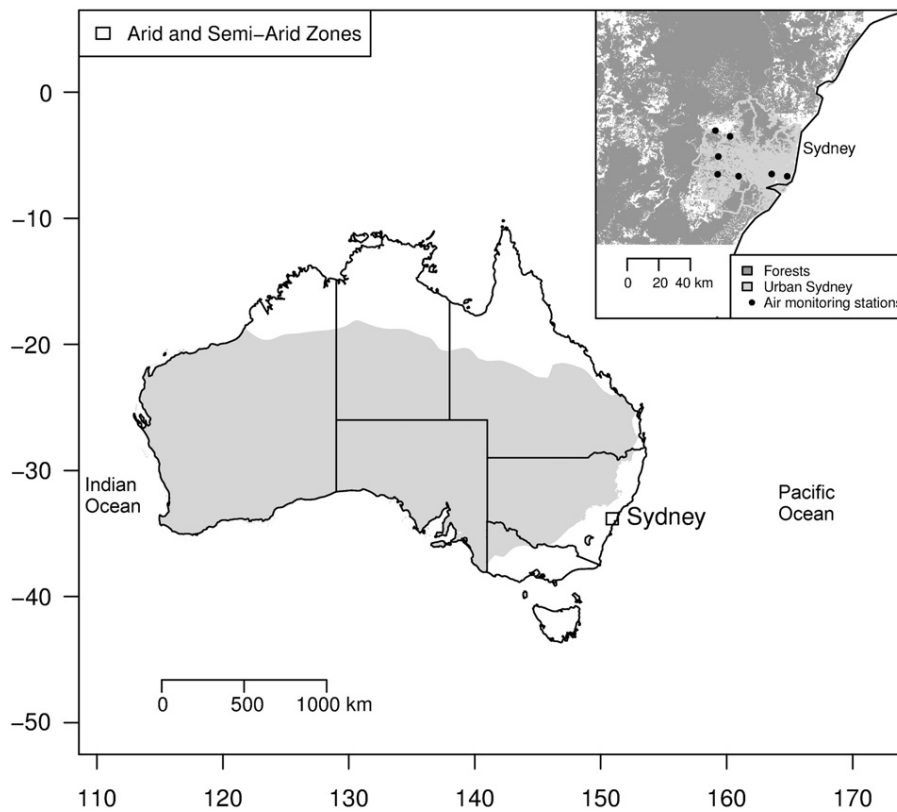 Arid and Semi−Arid Zones
Sydney
0 20 40 km
Forests
Urban Sydney
Air monitoring stations
0
−10
−20
−30
−40
−50
Indian
Ocean
Sydney
Pacific
Ocean
0 500 1000 km
110 120 130 140 150 160 170